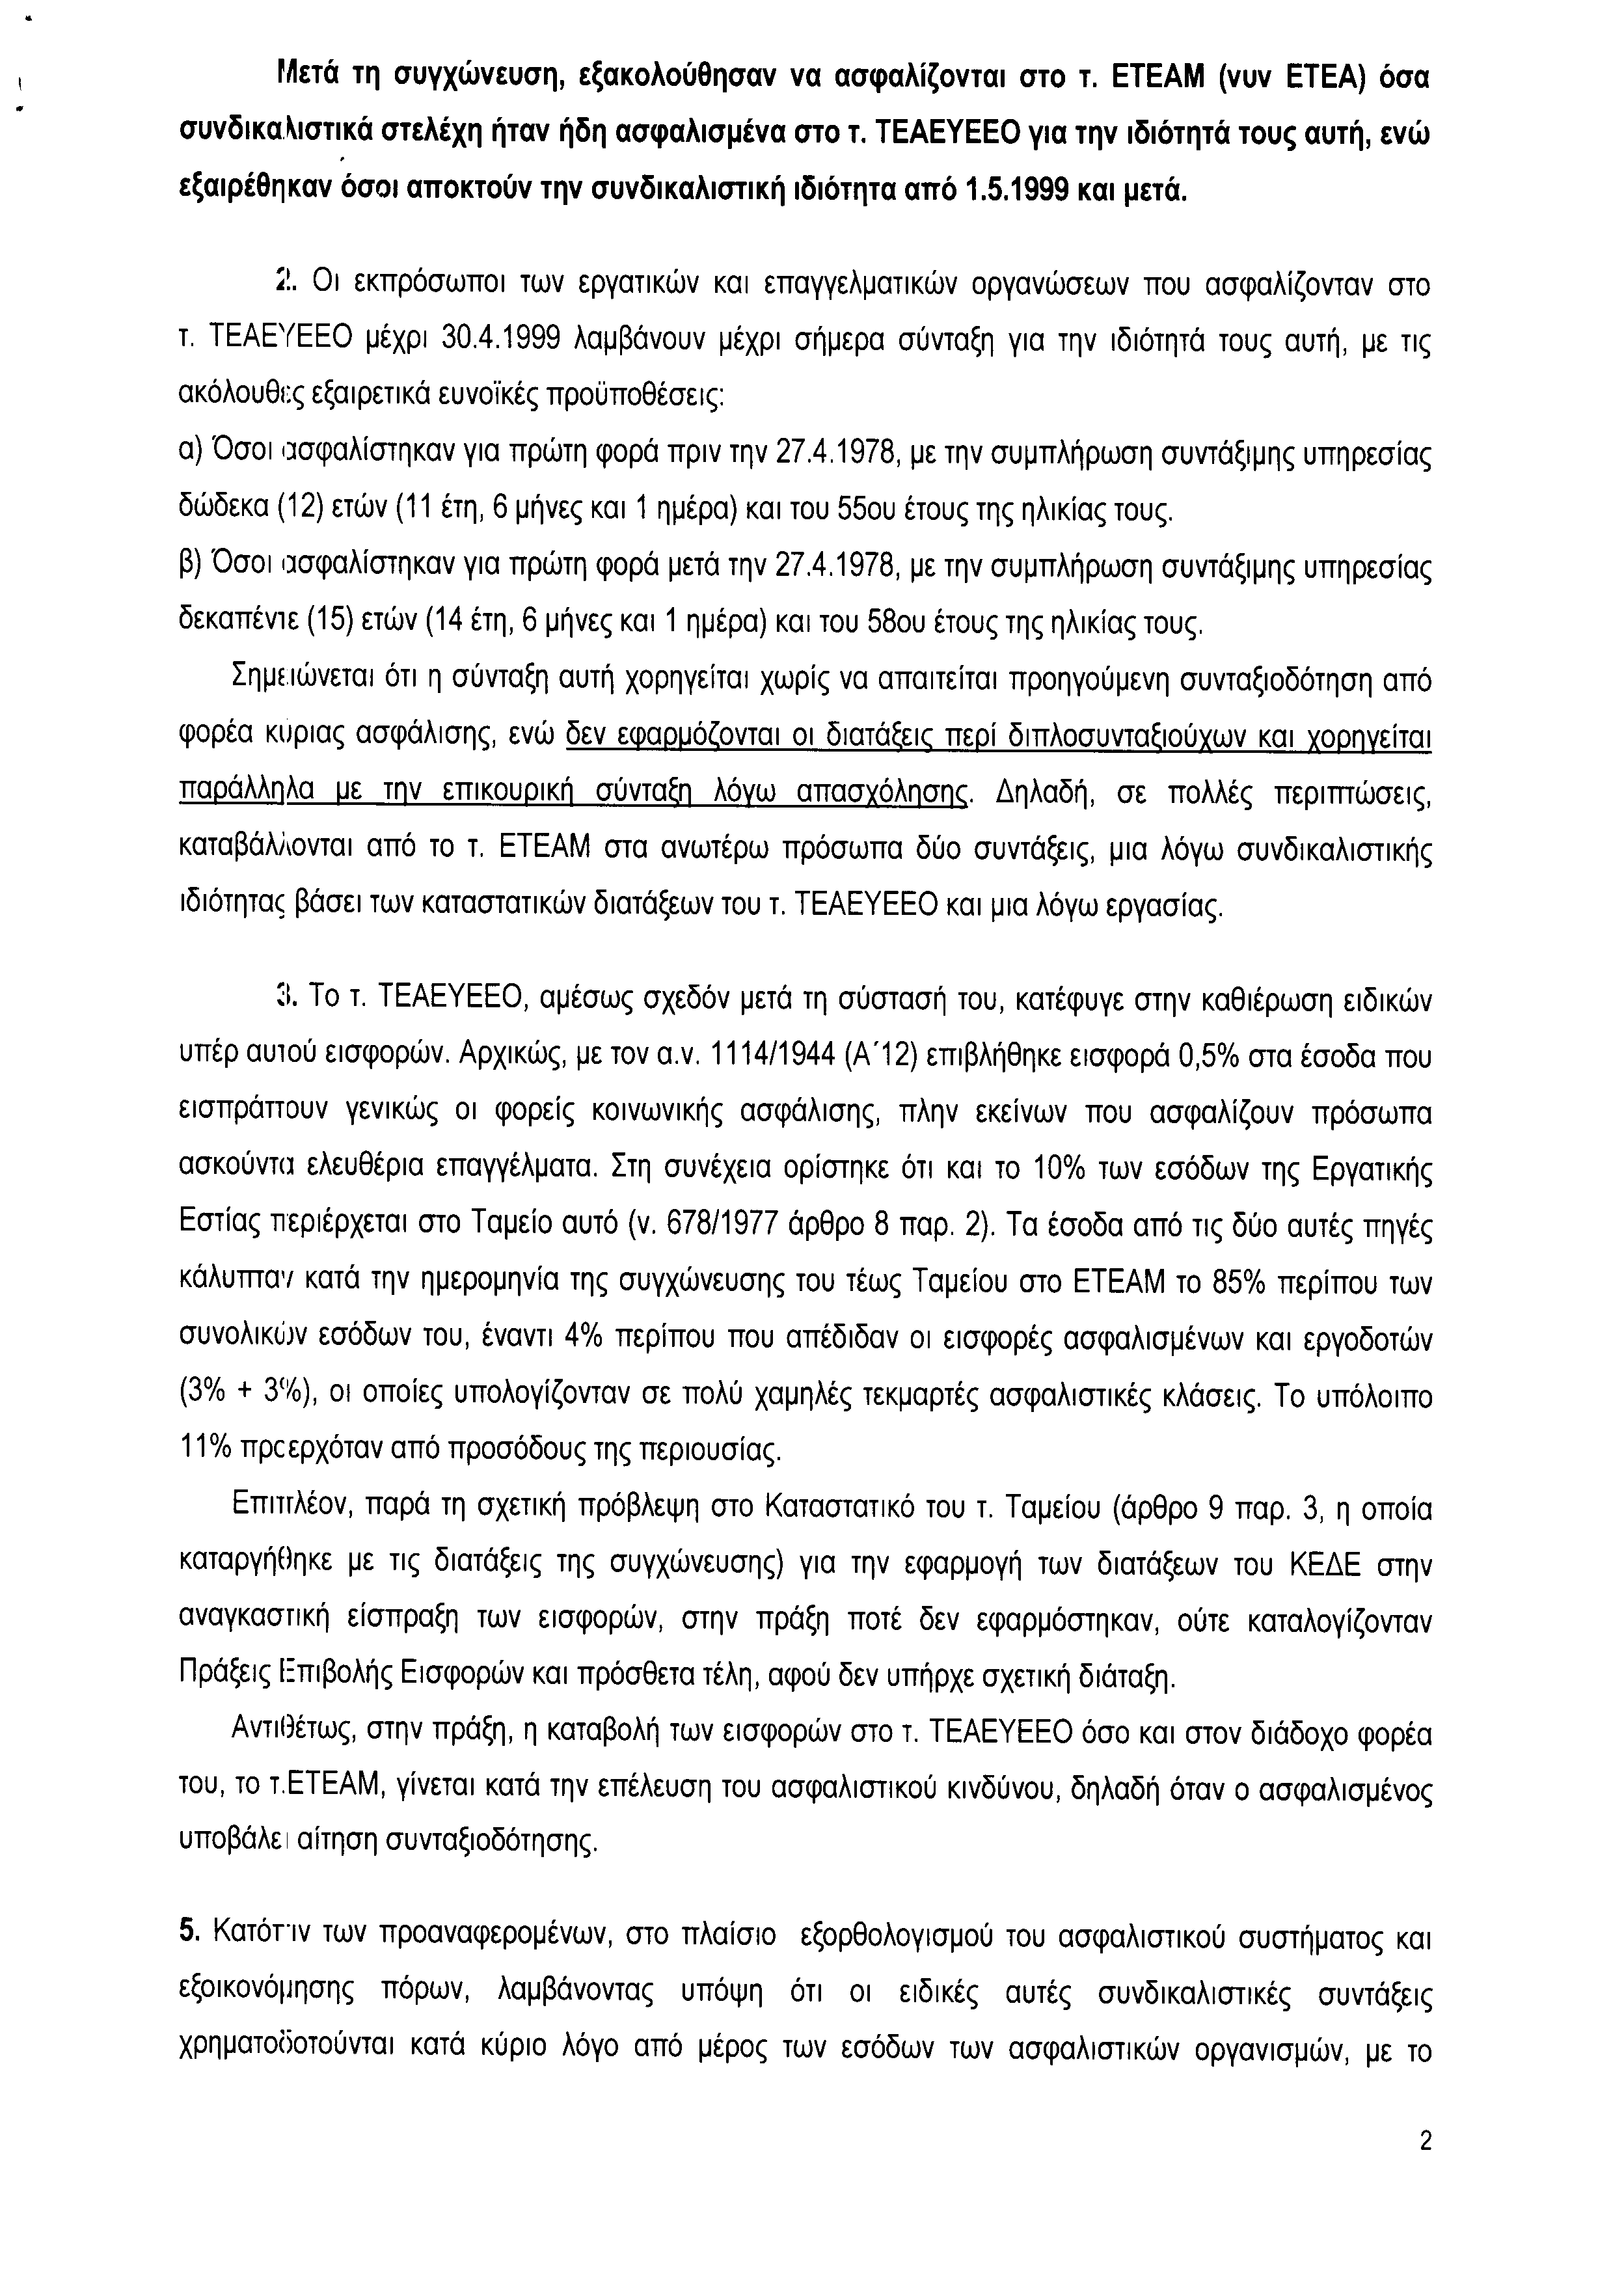 Μετά τη συγχώνευση, εξακολούθησαν να ασφαλίζονται στο τ. ΕΤΕΑΜ (νυν ΕΤΕΑ) όσα
συνδικαλιστικά στελέχη ήταν ήδη ασφαλισμένα στο τ. ΤΕΑΕΥΕΕΟ για την ιδιότητά τους αυτή, ενώ
εξαιρέθηκαν όσοι αποκτούν την συνδικαλιστική ιδιότητα από 1.5.1999 και μετά.
2. Οι εκπρόσωποι των εργατικών και επαγγελματικών οργανώσεων που ασφαλίζονταν στο
τ. ΤΕΑΕΥΕΕΟ μέχρι 30.4.1999 λαμβάνουν μέχρι σήμερα σύνταξη για την ιδιότητά τους αυτή, με τις
ακόλουθες εξαιρετικά ευνοϊκές προϋποθέσεις:
α) Όσοι ασφαλίστηκαν για πρώτη φορά πριν την 27.4.1978, με την συμπλήρωση συντάξιμης υπηρεσίας
δώδεκα (12) ετών (11 έτη, 6 μήνες και 1 ημέρα) και του 55ου έτους της ηλικίας τους.
β) Όσοι ασφαλίστηκαν για πρώτη φορά μετά την 27.4.1978, με την συμπλήρωση συντάξιμης υπηρεσίας
δεκαπέντε (15) ετών (14 έτη, 6 μήνες και 1 ημέρα) και του 58ου έτους της ηλικίας τους.
Σημειώνεται ότι η σύνταξη αυτή χορηγείται χωρίς να απαιτείται προηγούμενη συνταξιοδότηση από
φορέα κύριας ασφάλισης, ενώ δεν εφαρμόζονται οι διατάξεις περί διπλοσυνταξιούχων και χορηγείται
παράλληλα με την επικουρική σύνταξη λόγω απασχόλησης. Δηλαδή, σε πολλές περιπτώσεις,
καταβάλλονται από το τ. ΕΤΕΑΜ στα ανωτέρω πρόσωπα δύο συντάξεις, μια λόγω συνδικαλιστικής
ιδιότητας βάσει των καταστατικών διατάξεων του τ. ΤΕΑΕΥΕΕΟ και μια λόγω εργασίας.
3. Το τ. ΤΕΑΕΥΕΕΟ, αμέσως σχεδόν μετά τη σύστασή του, κατέφυγε στην καθιέρωση ειδικών
υπέρ αυτού εισφορών. Αρχικώς, με τον α.ν. 1114/1944 (Α΄12) επιβλήθηκε εισφορά 0,5% στα έσοδα που
εισπράττουν γενικώς οι φορείς κοινωνικής ασφάλισης, πλην εκείνων που ασφαλίζουν πρόσωπα
ασκούντα ελευθέρια επαγγέλματα. Στη συνέχεια ορίστηκε ότι και το 10% των εσόδων της Εργατικής
Εστίας περιέρχεται στο Ταμείο αυτό (ν. 678/1977 άρθρο 8 παρ. 2). Τα έσοδα από τις δύο αυτές πηγές
κάλυπταν κατά την ημερομηνία της συγχώνευσης του τέως Ταμείου στο ΕΤΕΑΜ το 85% περίπου των
συνολικών εσόδων του, έναντι 4% περίπου που απέδιδαν οι εισφορές ασφαλισμένων και εργοδοτών
(3% + 3%), οι οποίες υπολογίζονταν σε πολύ χαμηλές τεκμαρτές ασφαλιστικές κλάσεις. Το υπόλοιπο
11% προερχόταν από προσόδους της περιουσίας.
Επιπλέον, παρά τη σχετική πρόβλεψη στο Καταστατικό του τ. Ταμείου (άρθρο 9 παρ. 3, η οποία
καταργήθηκε με τις διατάξεις της συγχώνευσης) για την εφαρμογή των διατάξεων του ΚΕΔΕ στην
αναγκαστική είσπραξη των εισφορών, στην πράξη ποτέ δεν εφαρμόστηκαν, ούτε καταλογίζονταν
Πράξεις Επιβολής Εισφορών και πρόσθετα τέλη, αφού δεν υπήρχε σχετική διάταξη.
Αντιθέτως, στην πράξη, η καταβολή των εισφορών στο τ. ΤΕΑΕΥΕΕΟ όσο και στον διάδοχο φορέα
του, το τ.ΕΤΕΑΜ, γίνεται κατά την επέλευση του ασφαλιστικού κινδύνου, δηλαδή όταν ο ασφαλισμένος
υποβάλει αίτηση συνταξιοδότησης.
5. Κατόπιν των προαναφερομένων, στο πλαίσιο εξορθολογισμού του ασφαλιστικού συστήματος και
εξοικονόμησης πόρων, λαμβάνοντας υπόψη ότι οι ειδικές αυτές συνδικαλιστικές συντάξεις
χρηματοδοτούνται κατά κύριο λόγο από μέρος των εσόδων των ασφαλιστικών οργανισμών, με το
2